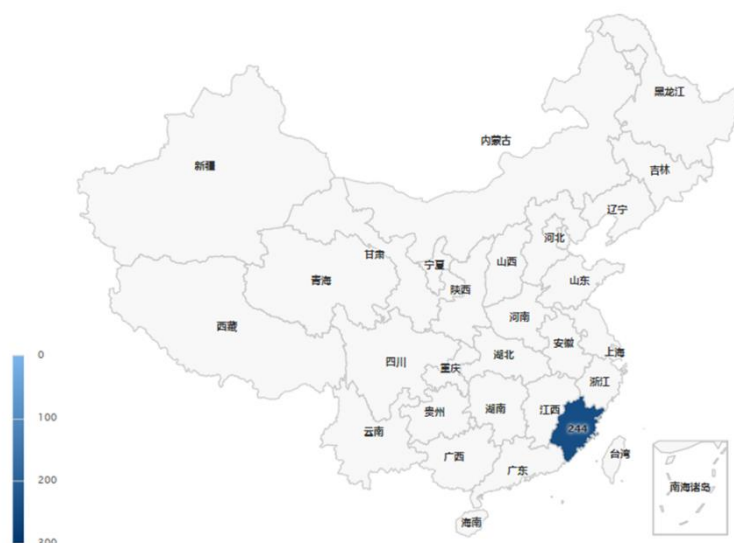 黑龙江
内蒙古
吉林
新疆
辽宁
河北
甘肃
宁夏
山西
青海
山东
陕西
河南
西藏
安徽
上海
0
湖北
四川
重庆
浙江
贵州
湖南
江西
100
云南
244
台湾
广西
广东
200
南海诸岛
海南
300